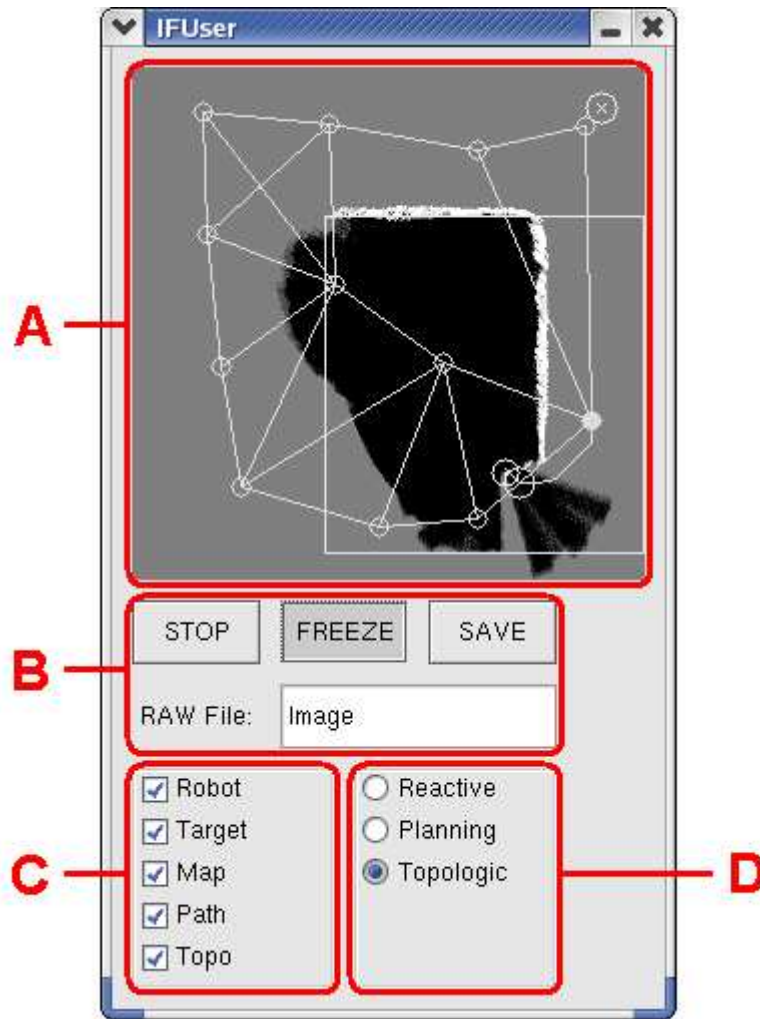 IFUser
A
STOP FREEZE SAVE
B
RAW File: Image
Robot Reactive
Target Planning
C
Map Topologic
D
Path
Topo